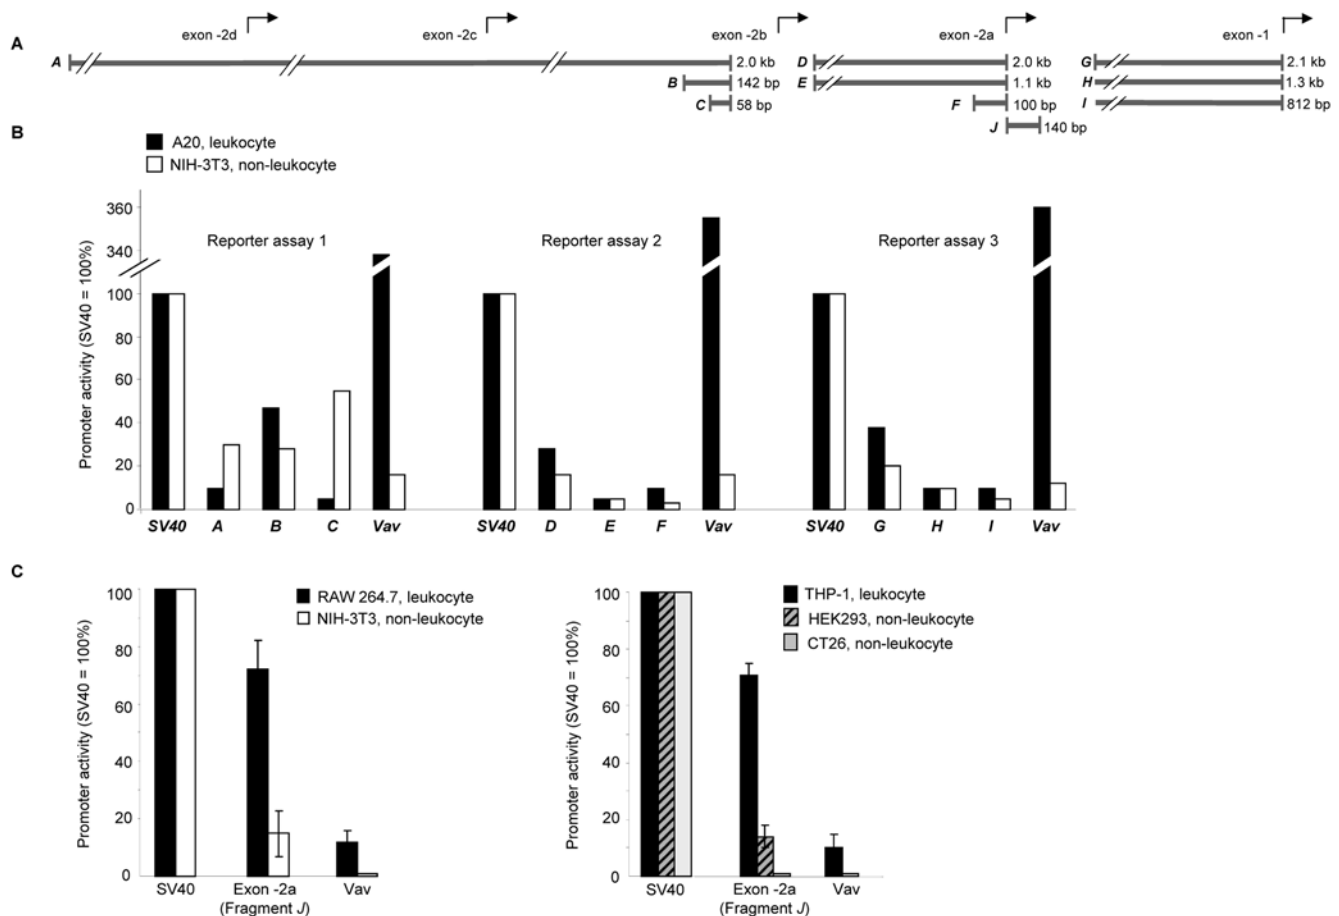 exon -2d
exon -2c
exon -2b
exon -2a
exon -1
A
A
2.0 kb
D
2.0 kb
G
2.1 kb
B
142 bp
E
1.1 kb
H
1.3 kb
C
58 bp
F
100 bp
I
812 bp
J
140 bp
B
A20, leukocyte
NIH-3T3, non-leukocyte
Promoter activity (SV40 = 100%)
360
340
100
80
60
40
20
0
Reporter assay 1
Reporter assay 2
Reporter assay 3
SV40 A B C Vav
SV40 D E F Vav
SV40 G H I Vav
C
Promoter activity (SV40 = 100%)
100
80
60
40
20
0
RAW 264.7, leukocyte
NIH-3T3, non-leukocyte
SV40 Exon -2a Vav
(Fragment J)
Promoter activity (SV40 = 100%)
100
80
60
40
20
0
THP-1, leukocyte
HEK293, non-leukocyte
CT26, non-leukocyte
SV40 Exon -2a Vav
(Fragment J)